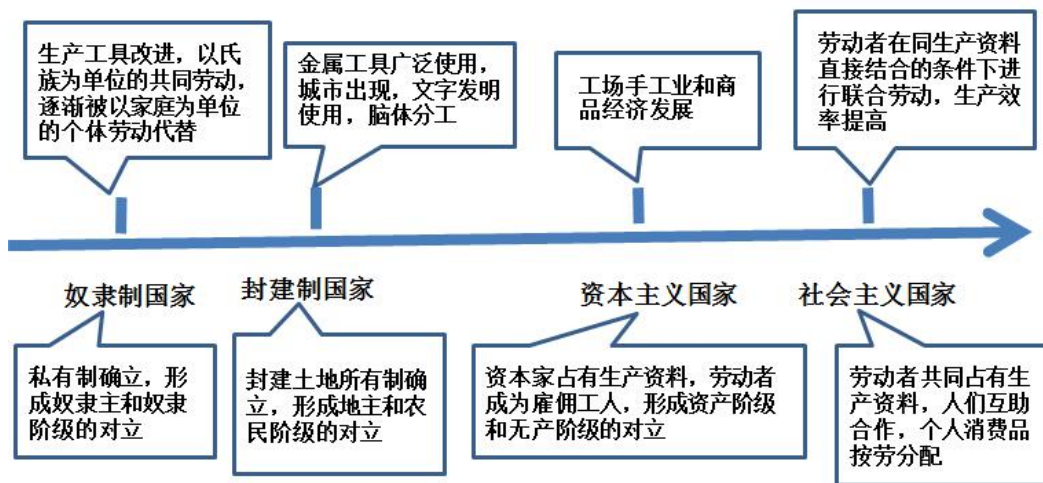 生产工具改进，以氏
族为单位的共同劳动，
逐渐被以家庭为单位
的个体劳动代替
金属工具广泛使用，
城市出现，文字发明
使用，脑体分工
工场手工业和商
品经济发展
劳动者在同生产资料
直接结合的条件下进
行联合劳动，生产效
率提高
奴隶制国家
封建制国家
资本主义国家
社会主义国家
私有制确立，形
成奴隶主和奴隶
阶级的对立
封建土地所有制确
立，形成地主和农
民阶级的对立
资本家占有生产资料，劳动者
成为雇佣工人，形成资产阶级
和无产阶级的对立
劳动者共同占有生
产资料，人们互助
合作，个人消费品
按劳分配